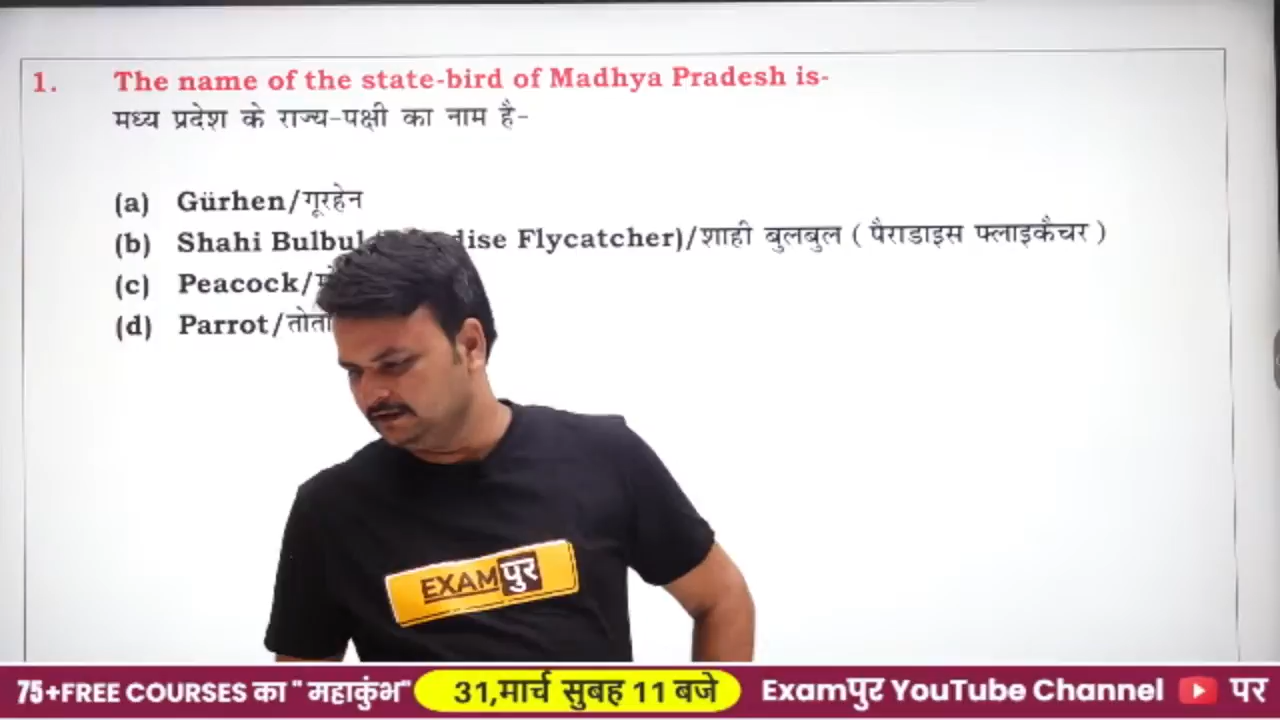 1. The name of the state-bird of Madhya Pradesh is-
मध्य प्रदेश के राज्य-पक्षी का नाम है-
(a) Gürhen/गूरहेन
(b) Shahi Bulbul dise Flycatcher)/शाही बुलबुल ( पैराडाइस फ्लाइकैचर )
(c) Peacock/
(d) Parrot/तोता
EXAMपुर
75+FREE COURSES का " महाकुंभ" 31,मार्च सुबह 11 बजे Examपुर YouTube Channel पर